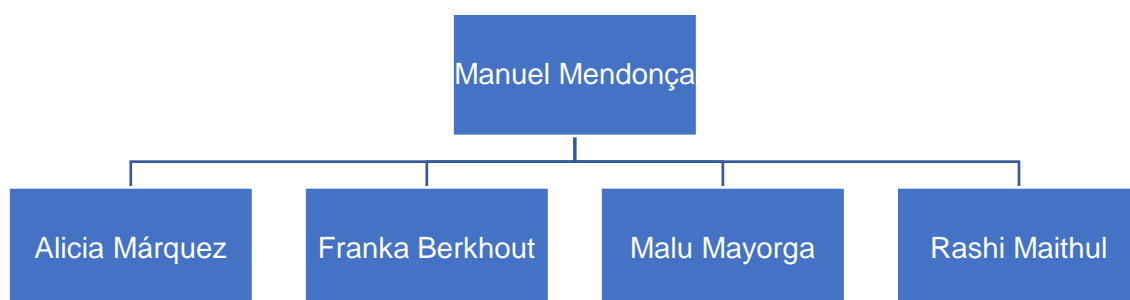 Manuel Mendonça
Alicia Márquez
Franka Berkhout
Malu Mayorga
Rashi Maithul